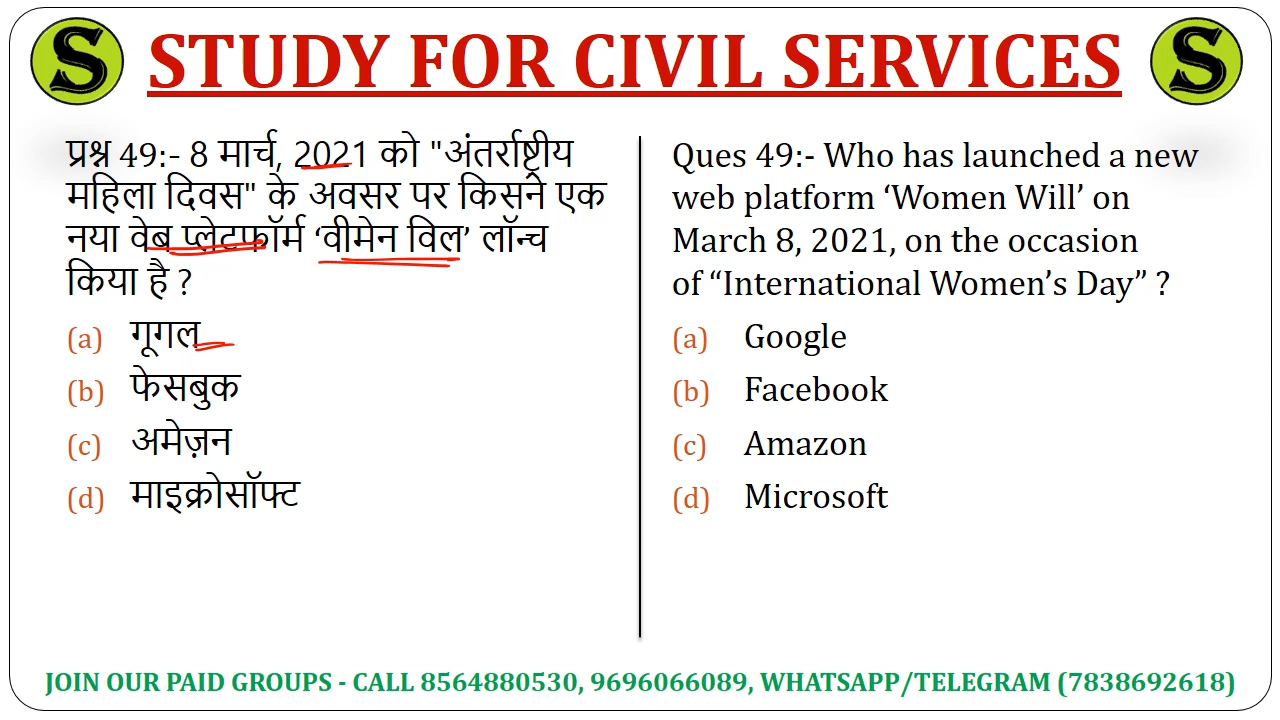 S STUDY FOR CIVIL SERVICES S
प्रश्न 49:- 8 मार्च, 2021 को "अंतर्राष्ट्रीय
महिला दिवस" के अवसर पर किसने एक
नया वेब प्लेटफॉर्म ‘वीमेन विल’ लॉन्च
किया है ?
(a) गूगल
(b) फेसबुक
(c) अमेज़न
(d) माइक्रोसॉफ्ट
Ques 49:- Who has launched a new
web platform ‘Women Will’ on
March 8, 2021, on the occasion
of “International Women’s Day” ?
(a) Google
(b) Facebook
(c) Amazon
(d) Microsoft
JOIN OUR PAID GROUPS - CALL 8564880530, 9696066089, WHATSAPP/TELEGRAM (7838692618)